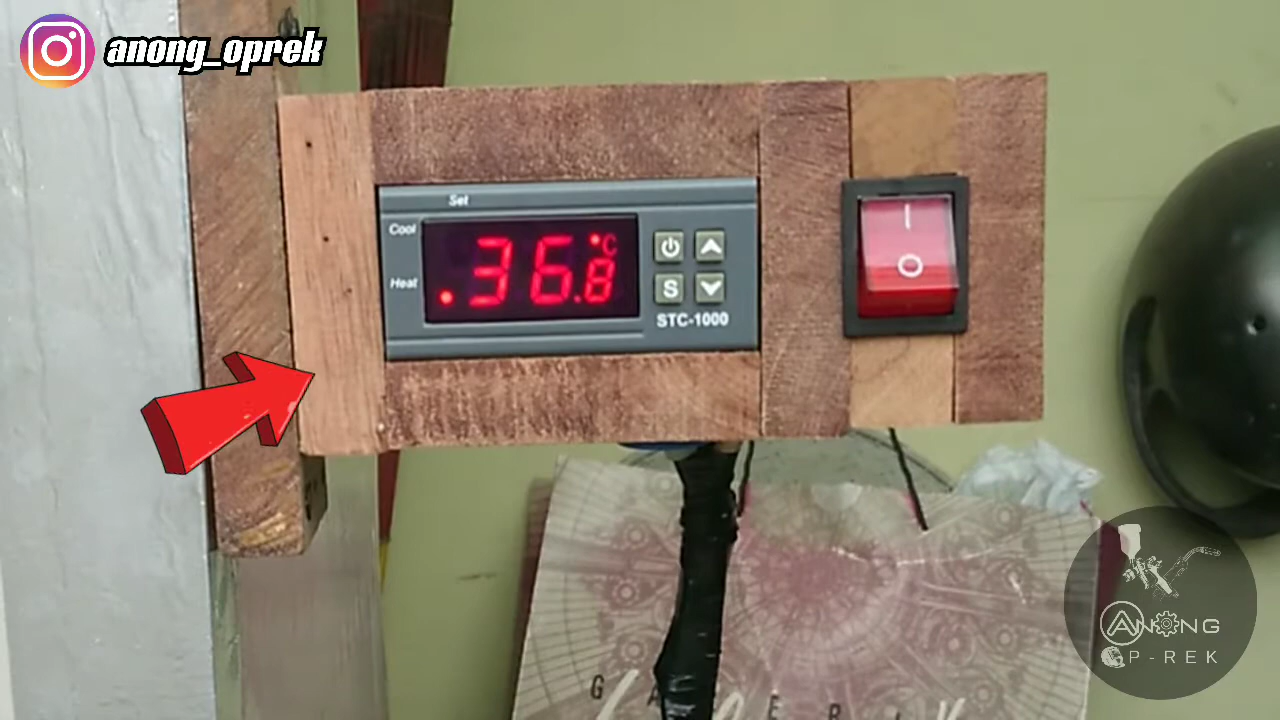 anong_oprek
Set
Cool
Heat
.36.8
°C
S
STC-1000
I
O
ANONG
OP-REK